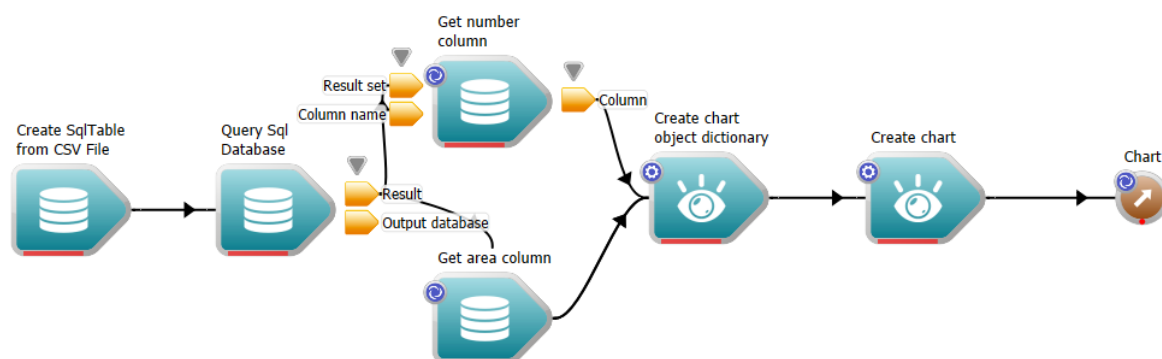 Get number
column
Result set
Column name
Column
Create SqlTable
from CSV File
Query Sql
Database
Create chart
object dictionary
Create chart
Chart
Result
Output database
Get area column